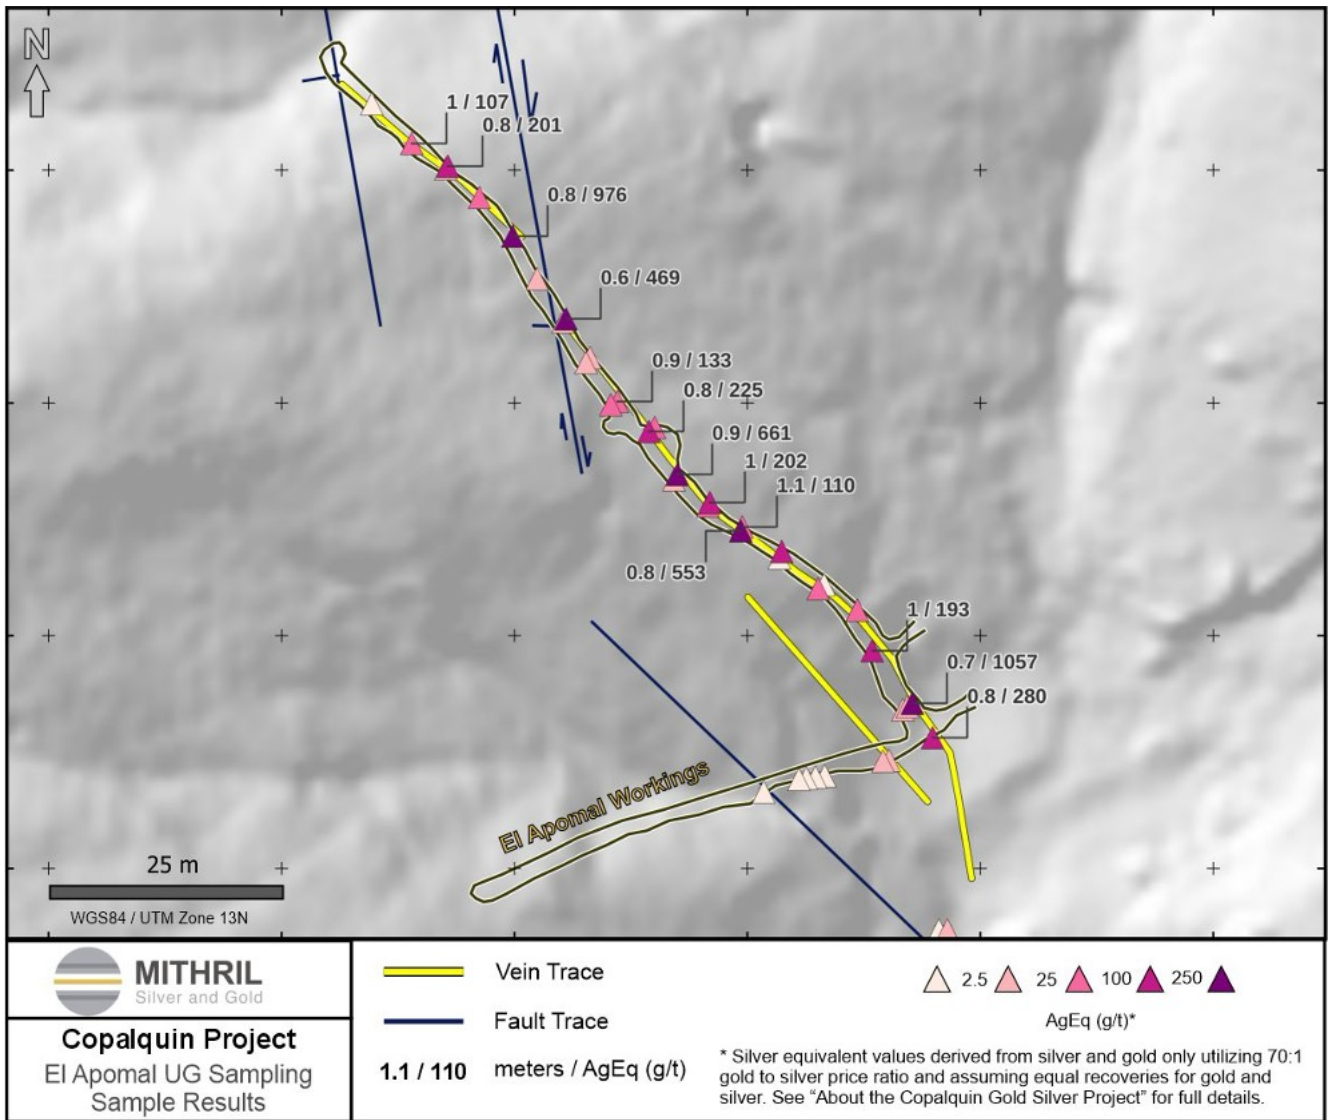 N
1 / 107
0.8 / 201
0.8 / 976
0.6 / 469
0.9 / 133
0.8 / 225
0.9 / 661
1 / 202
1.1 / 110
0.8 / 553
1 / 193
0.7 / 1057
0.8 / 280
El Apomal Workings
25 m
WGS84 / UTM Zone 13N
MITHRIL
Silver and Gold
Copalquin Project
El Apomal UG Sampling
Sample Results
Vein Trace
Fault Trace
1.1 / 110 meters / AgEq (g/t)
2.5 25 100 250
AgEq (g/t)*
* Silver equivalent values derived from silver and gold only utilizing 70:1
gold to silver price ratio and assuming equal recoveries for gold and
silver. See “About the Copalquin Gold Silver Project” for full details.